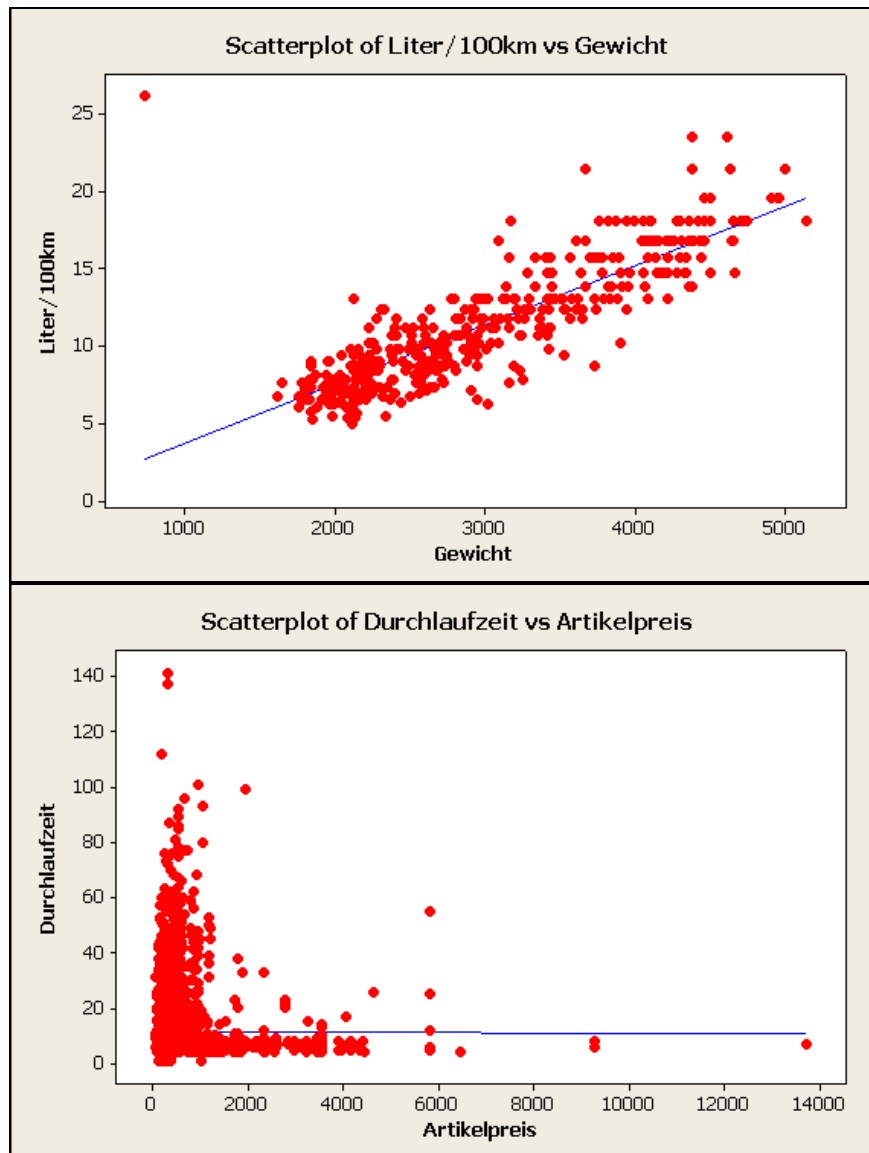 Scatterplot of Liter/100km vs Gewicht
25
20
15
10
5
0
Liter/100km
1000 2000 3000 4000 5000
Gewicht
Scatterplot of Durchlaufzeit vs Artikelpreis
140
120
100
80
60
40
20
0
Durchlaufzeit
0 2000 4000 6000 8000 10000 12000 14000
Artikelpreis